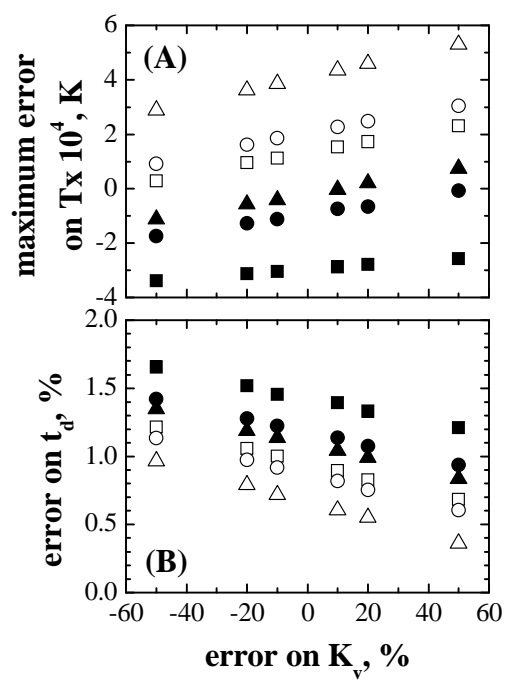 (A)
maximum error
on Tx 10⁴, K
6
4
2
0
-2
-4
2.0
1.5
1.0
0.5
0.0
error on t_d, %
(B)
-60 -40 -20 0 20 40 60
error on K_v, %